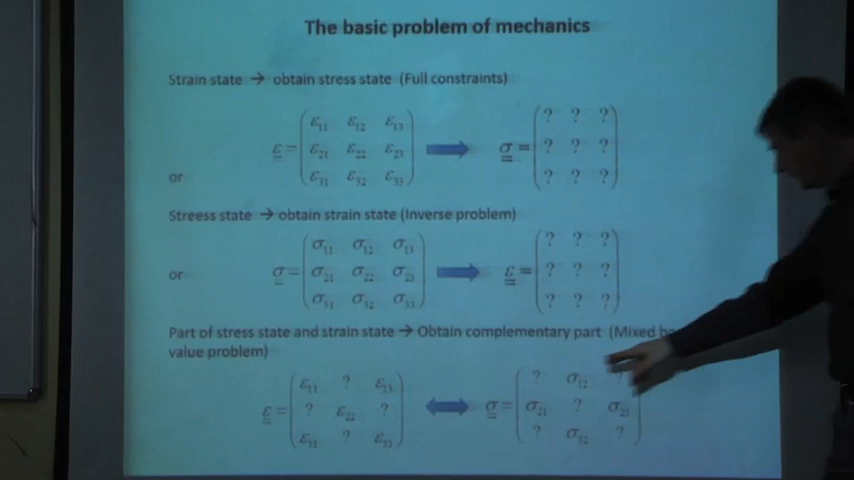 The basic problem of mechanics
Strain state → obtain stress state (Full constraints)
ε = ( ε11 ε12 ε13 ) σ = ( ? ? ? )
( ε21 ε22 ε23 ) ( ? ? ? )
( ε31 ε32 ε33 ) ( ? ? ? )
or
Streess state → obtain strain state (Inverse problem)
σ = ( σ11 σ12 σ13 ) ε = ( ? ? ? )
( σ21 σ22 σ23 ) ( ? ? ? )
( σ31 σ32 σ33 ) ( ? ? ? )
or
Part of stress state and strain state → Obtain complementary part (Mixed
value problem)
ε = ( ε11 ? ε13 ) σ = ( ? σ12 ? )
( ? ε22 ? ) ( σ21 ? σ23 )
( ε31 ? ε33 ) ( ? σ32 ? )